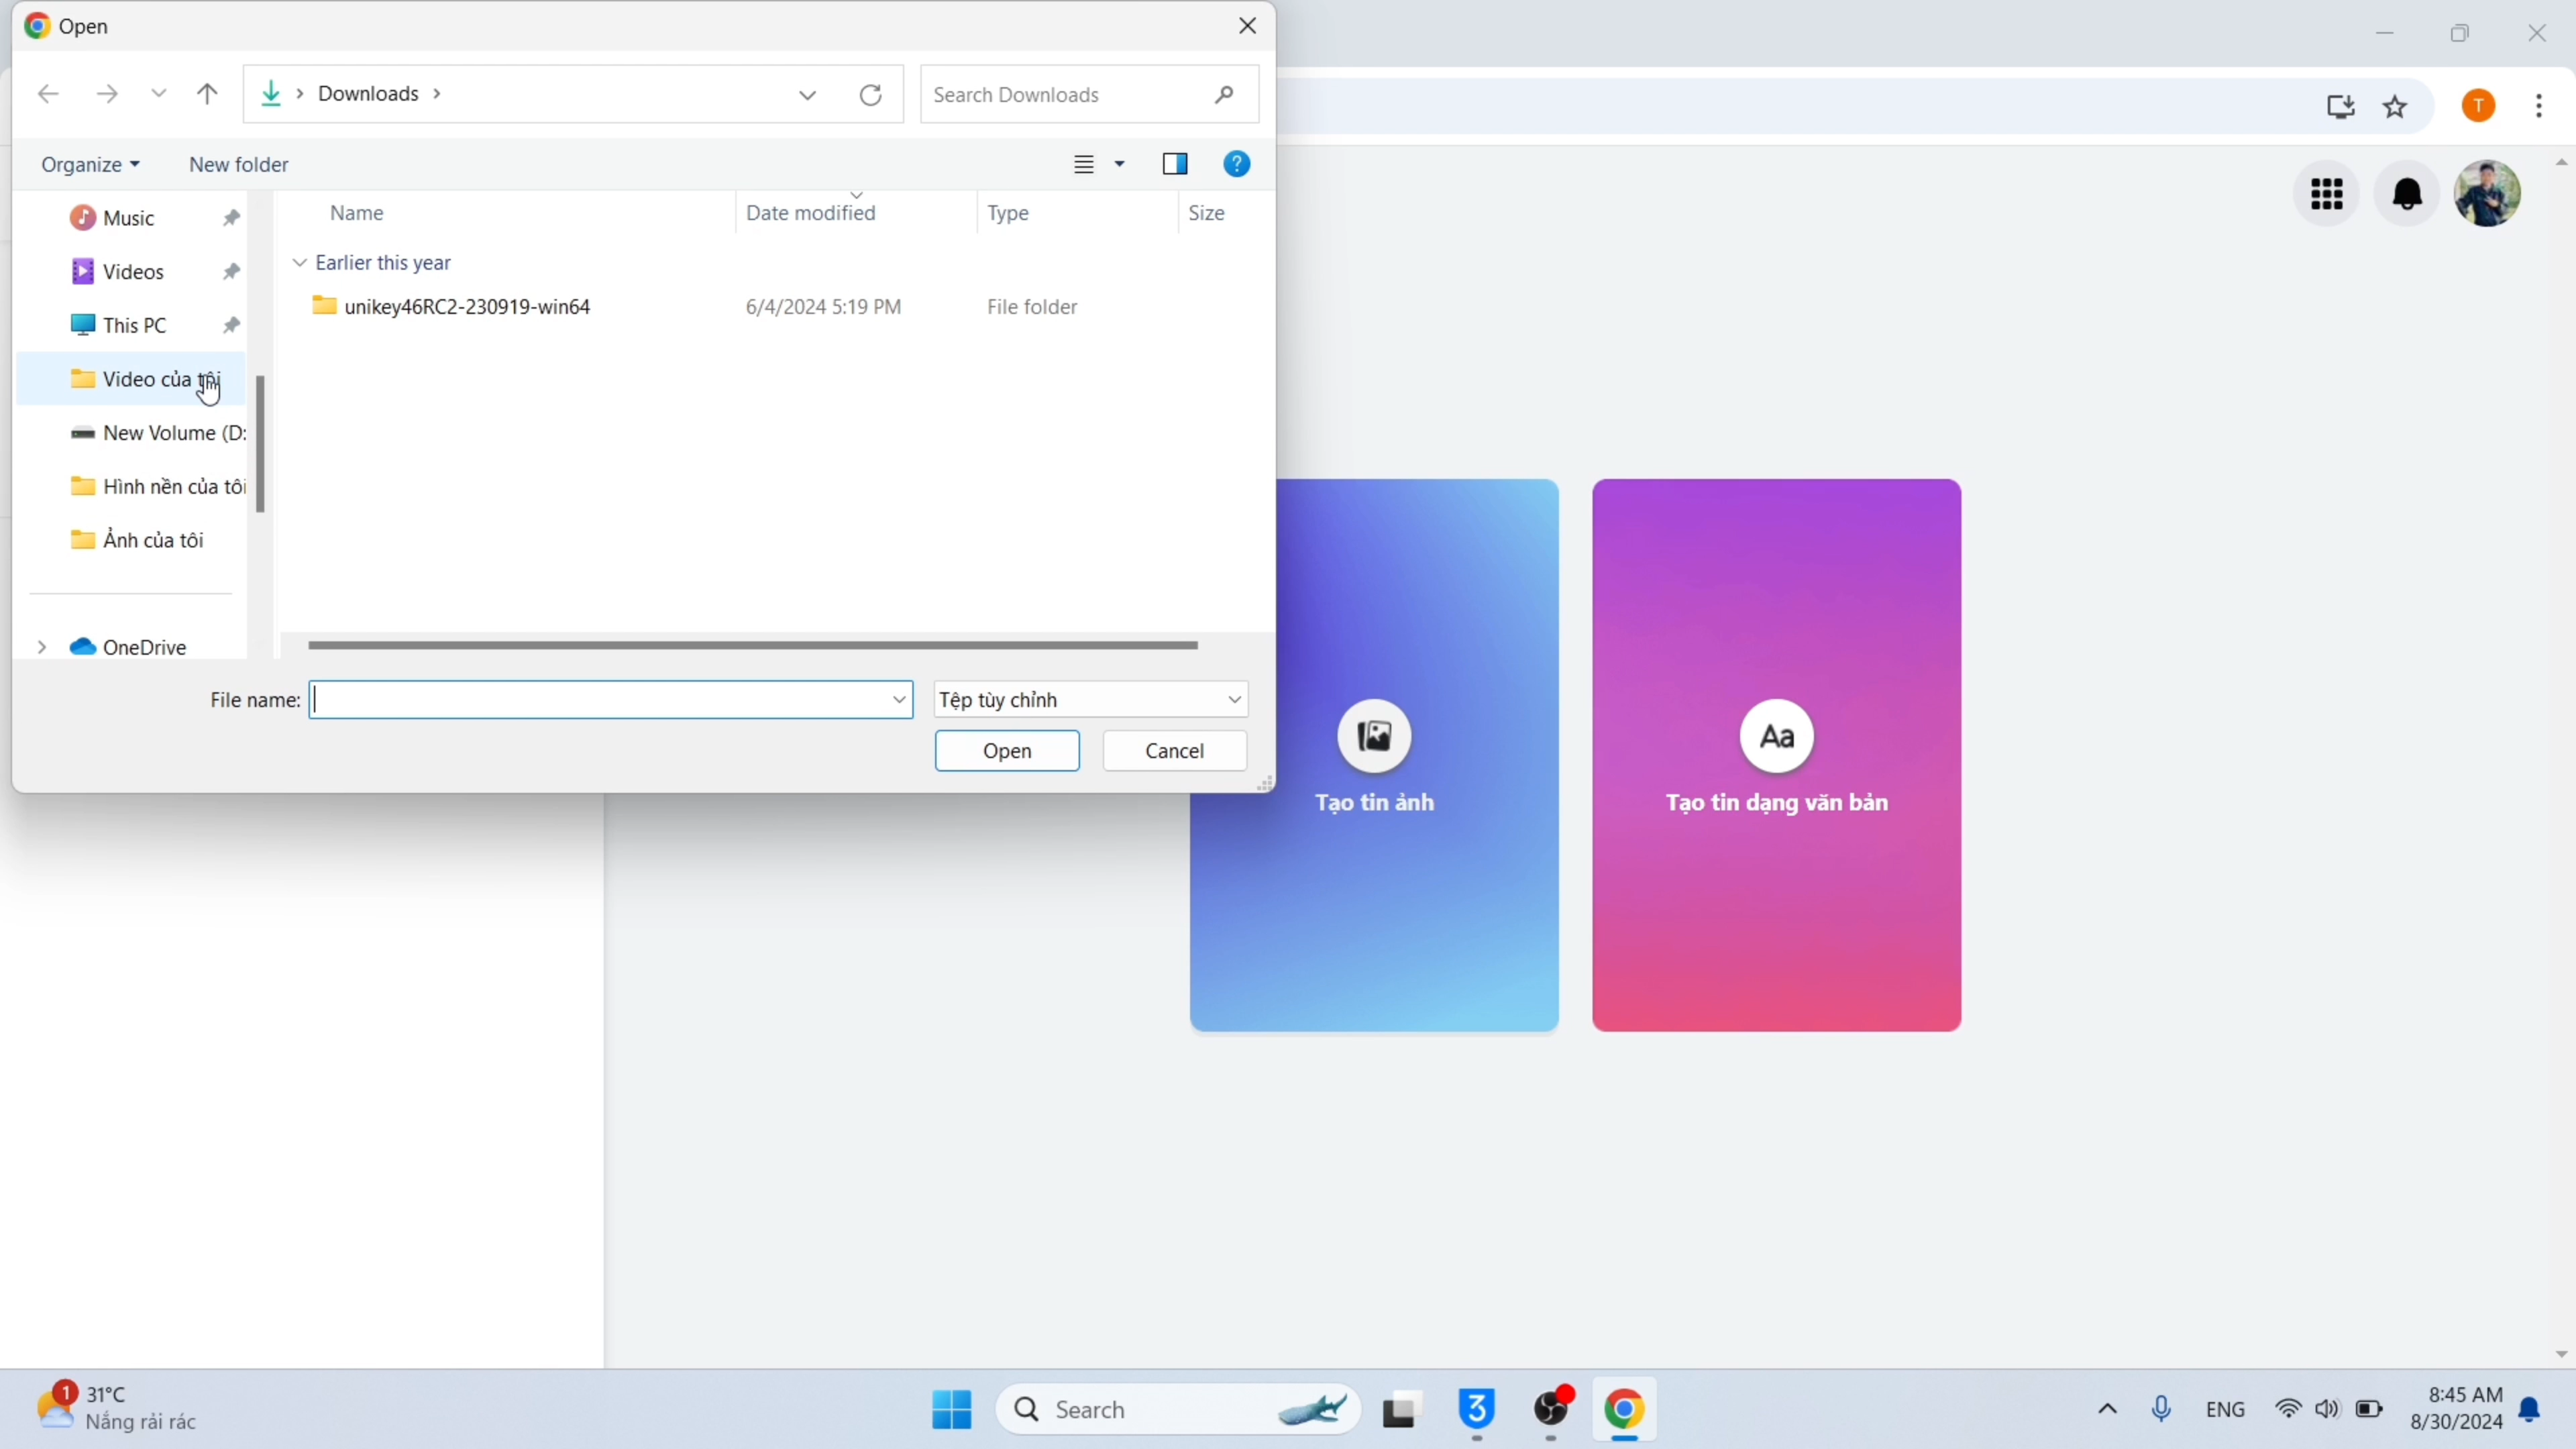 Open
Downloads
Search Downloads
T
Organize
New folder
?
Name
Date modified
Type
Size
Music
Videos
This PC
Video của tôi
New Volume (D:
Hình nền của tôi
Ảnh của tôi
OneDrive
Earlier this year
unikey46RC2-230919-win64
6/4/2024 5:19 PM
File folder
File name:
Tệp tùy chỉnh
Open
Cancel
Aa
Tạo tin ảnh
Tạo tin dạng văn bản
1
31°C
Nắng rải rác
Search
3
ENG
8:45 AM
8/30/2024